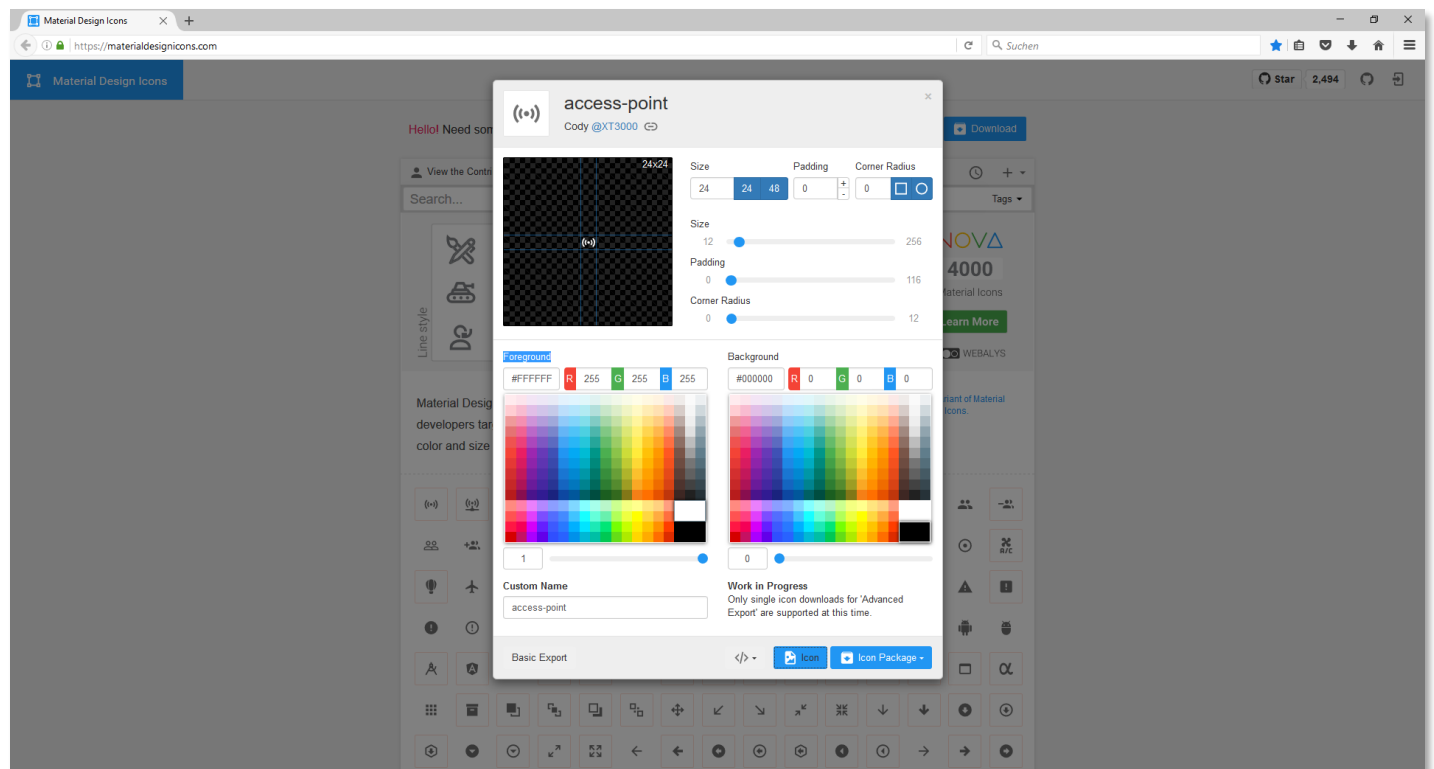 Material Design Icons
https://materialdesignicons.com
Suchen
Material Design Icons
Star 2,494
access-point
Cody @XT3000
Hello! Need som
Download
24x24
Size Padding Corner Radius
24 24 48 0 + - 0
View the Contri
Search...
Tags
Size
12 256
Padding
0 116
Corner Radius
0 12
Line style
NOVA
4000
Material Icons
Learn More
WEBALYS
Foreground Background
#FFFFFF R 255 G 255 B 255 #000000 R 0 G 0 B 0
Material Desig
developers tar
color and size
riant of Material
Icons.
1 0
A/C
Custom Name
access-point
Work in Progress
Only single icon downloads for 'Advanced
Export' are supported at this time.
Basic Export
</> Icon Icon Package